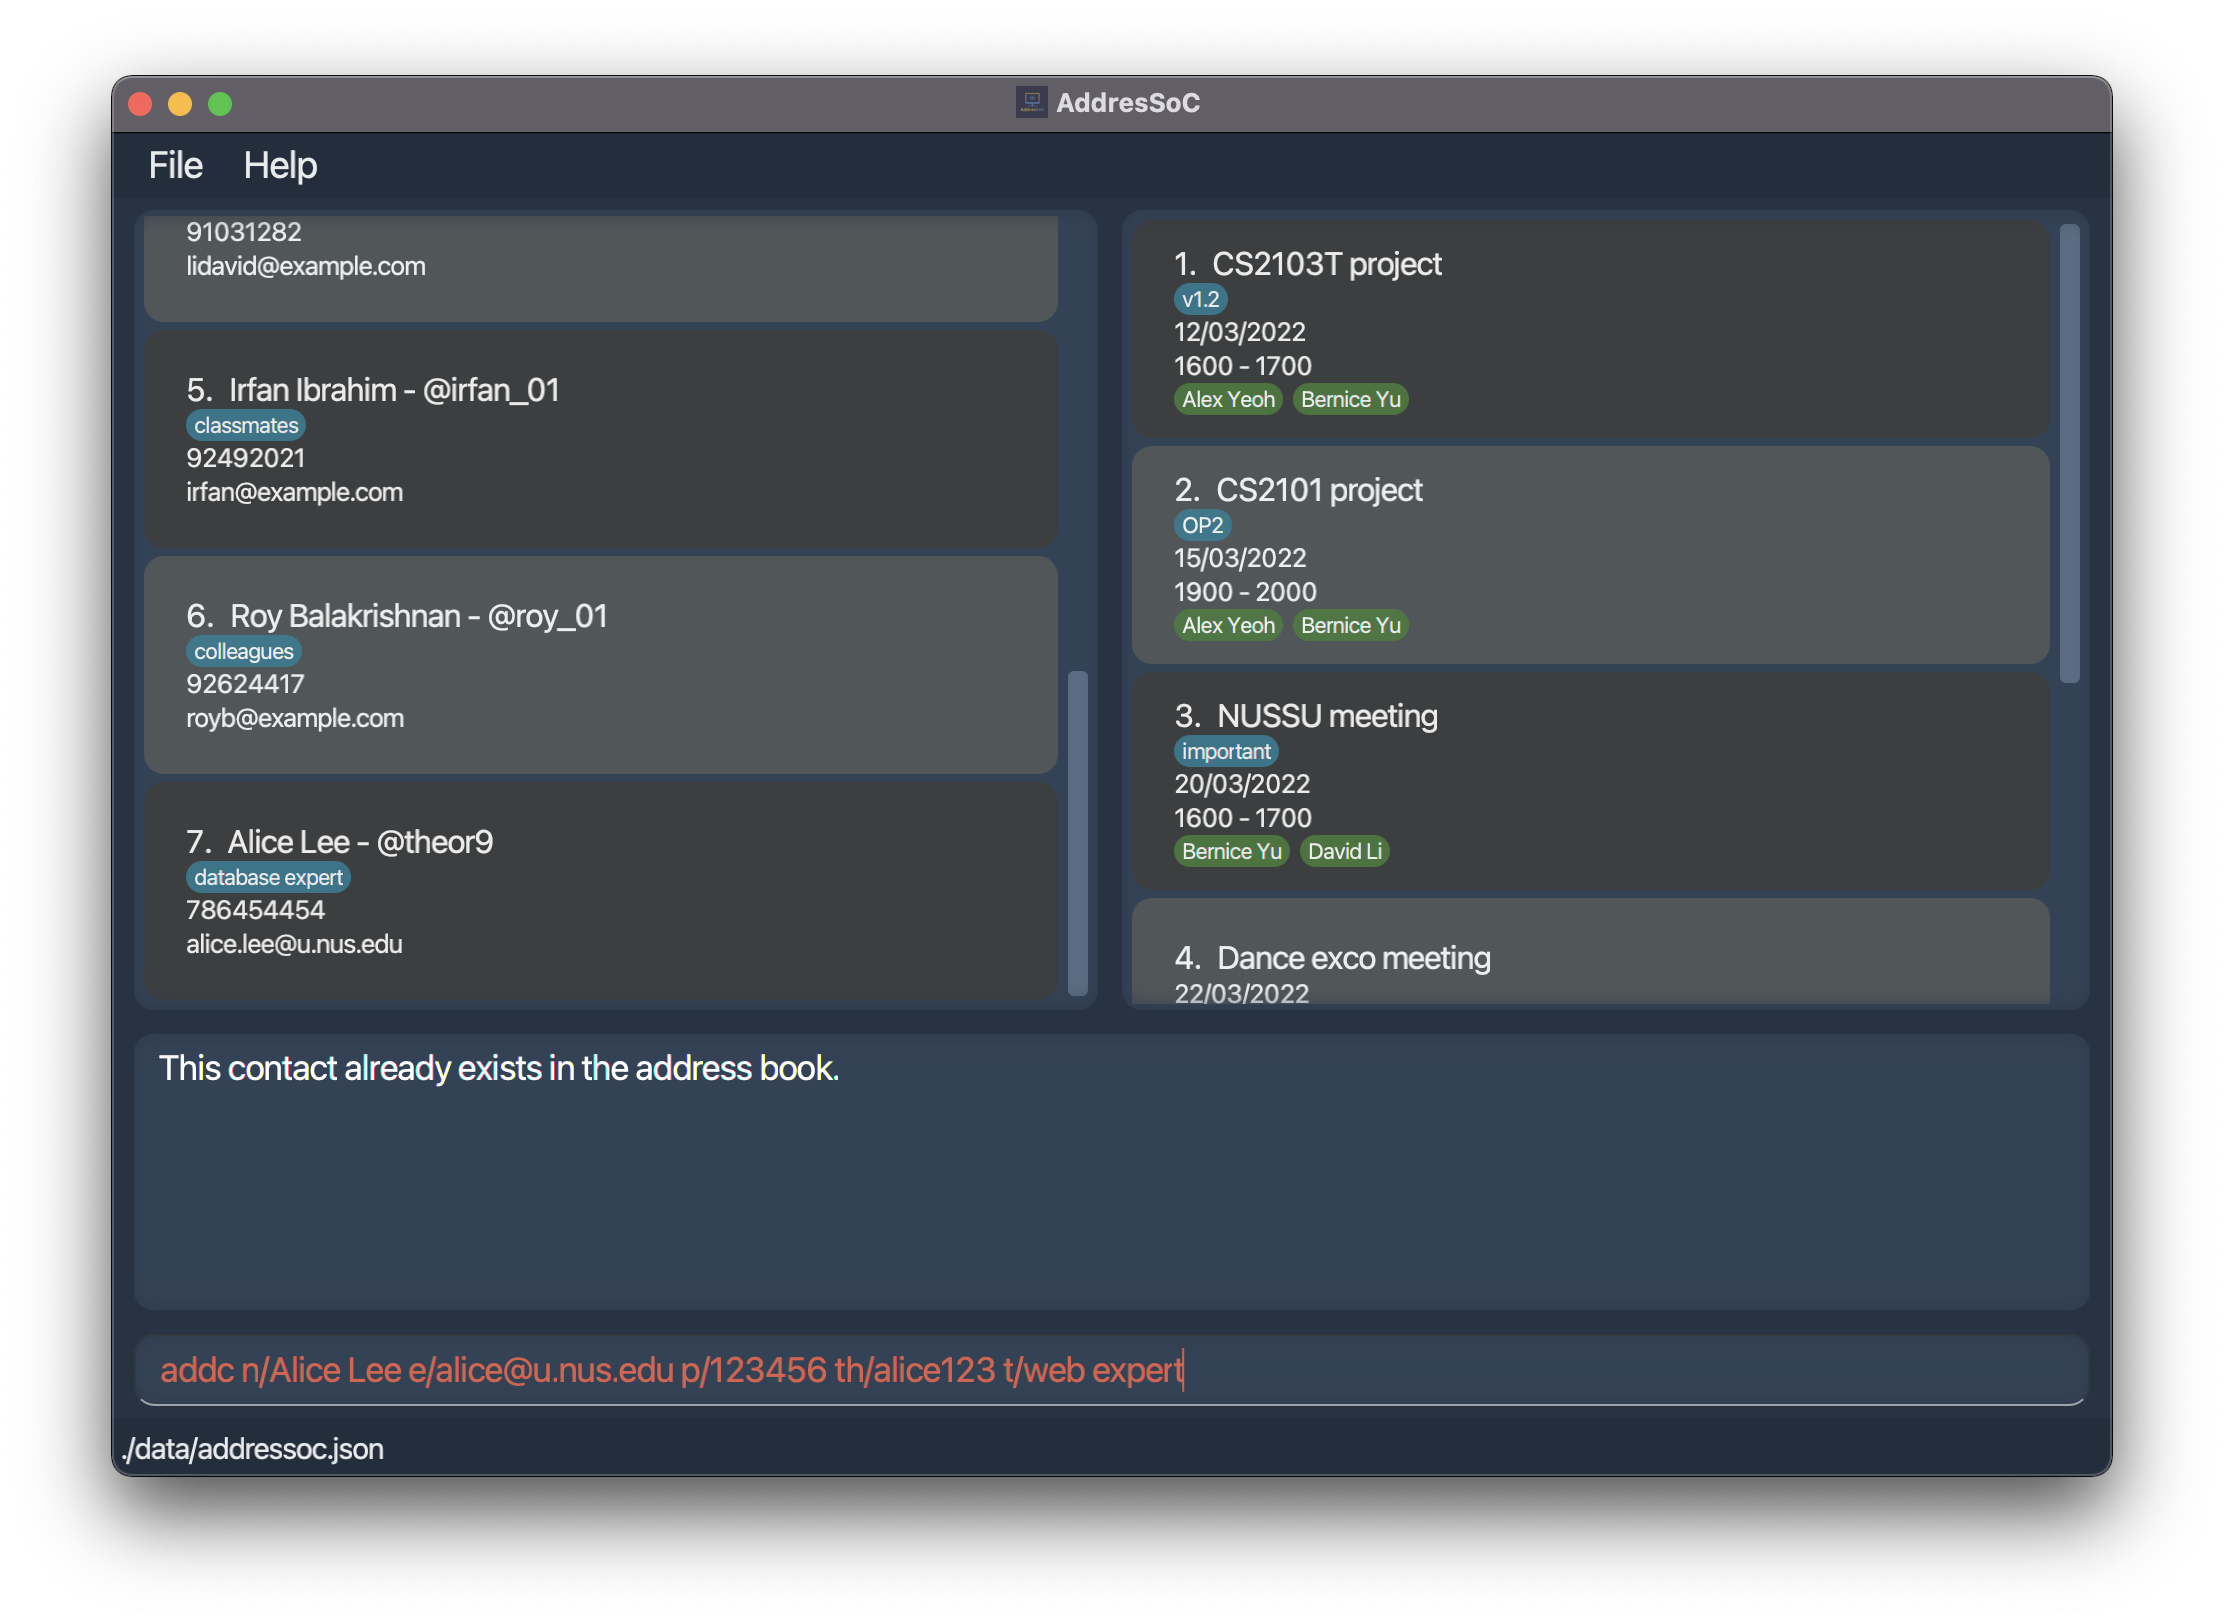 AddresSoC
File Help
91031282
lidavid@example.com
5. Irfan Ibrahim - @irfan_01
classmates
92492021
irfan@example.com
6. Roy Balakrishnan - @roy_01
colleagues
92624417
royb@example.com
7. Alice Lee - @theor9
database expert
786454454
alice.lee@u.nus.edu
1. CS2103T project
v1.2
12/03/2022
1600 - 1700
Alex Yeoh Bernice Yu
2. CS2101 project
OP2
15/03/2022
1900 - 2000
Alex Yeoh Bernice Yu
3. NUSSU meeting
important
20/03/2022
1600 - 1700
Bernice Yu David Li
4. Dance exco meeting
22/03/2022
This contact already exists in the address book.
addc n/Alice Lee e/alice@u.nus.edu p/123456 th/alice123 t/web expert
./data/addressoc.json